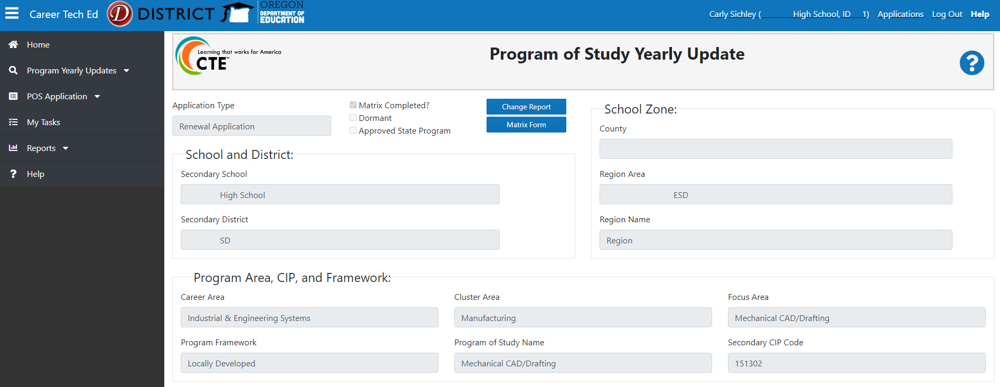 Career Tech Ed
D DISTRICT
OREGON
DEPARTMENT OF
EDUCATION
Carly Sichley ( High School, ID 1) Applications Log Out Help
Home
Program Yearly Updates
POS Application
My Tasks
Reports
? Help
Learning that works for America
CTE™
Program of Study Yearly Update
?
Application Type
Renewal Application
Matrix Completed?
Dormant
Approved State Program
Change Report
Matrix Form
School and District:
Secondary School
High School
Secondary District
SD
School Zone:
County
Region Area
ESD
Region Name
Region
Program Area, CIP, and Framework:
Career Area Cluster Area Focus Area
Industrial & Engineering Systems Manufacturing Mechanical CAD/Drafting
Program Framework Program of Study Name Secondary CIP Code
Locally Developed Mechanical CAD/Drafting 151302